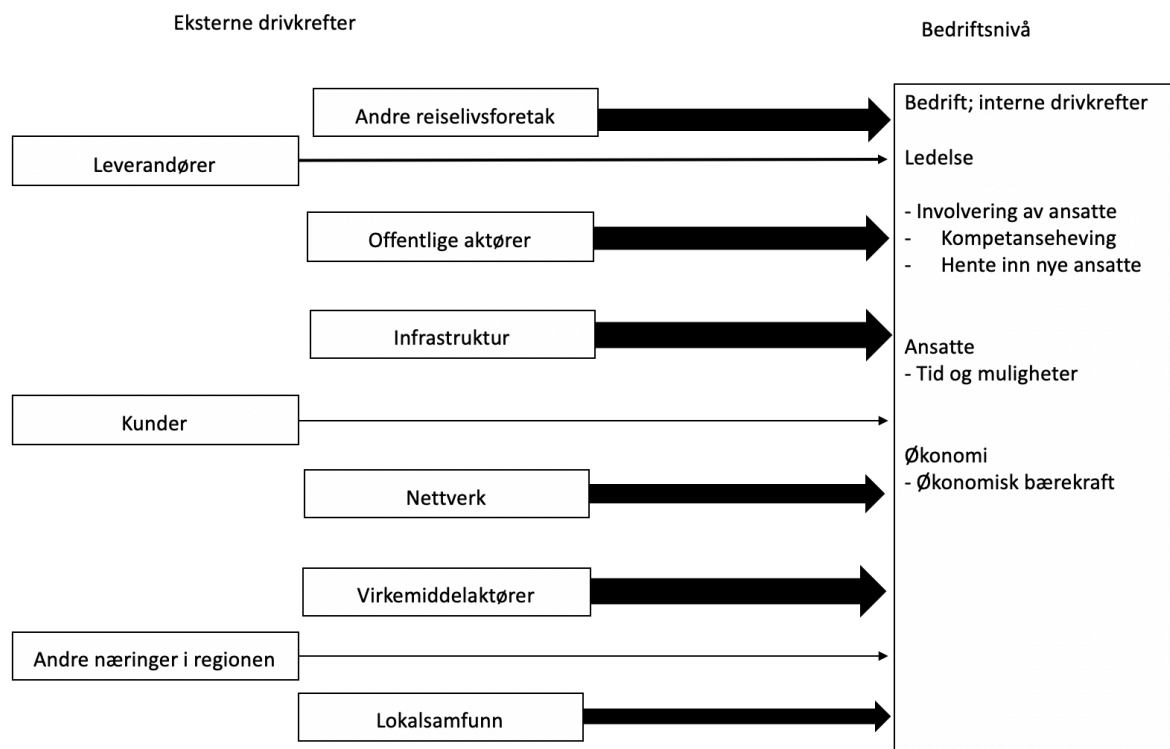 Eksterne drivkrefter
Bedriftsnivå
Andre reiselivsforetak
Leverandører
Offentlige aktører
Infrastruktur
Kunder
Nettverk
Virkemiddelaktører
Andre næringer i regionen
Lokalsamfunn
Bedrift; interne drivkrefter
Ledelse
- Involvering av ansatte
- Kompetanseheving
- Hente inn nye ansatte
Ansatte
- Tid og muligheter
Økonomi
- Økonomisk bærekraft